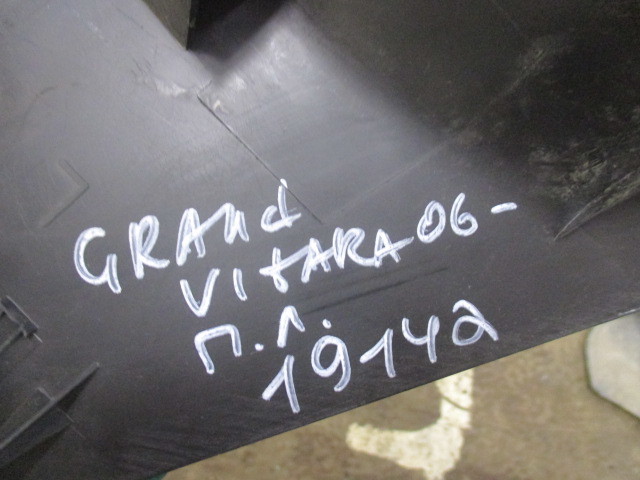 GRANd
VITARA 06-
П.Л.
19142